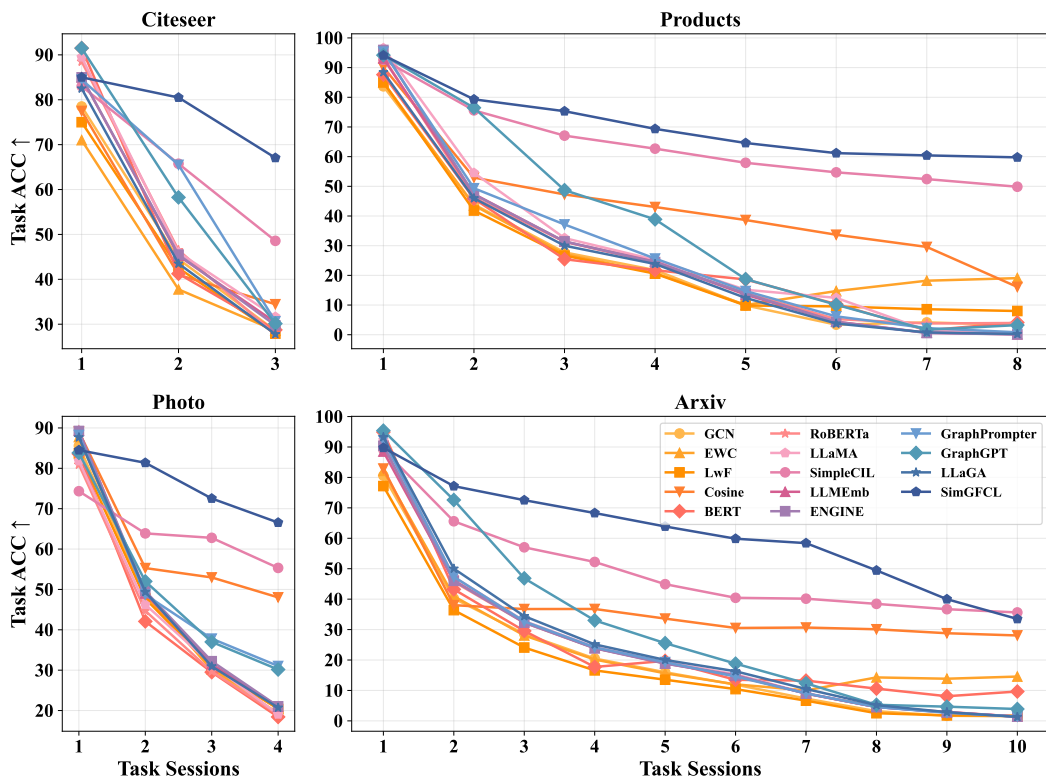 Citeseer
Products
Task ACC ↑
90
80
70
60
50
40
30
1 2 3
100
90
80
70
60
50
40
30
20
10
0
1 2 3 4 5 6 7 8
Photo
Arxiv
Task ACC ↑
90
80
70
60
50
40
30
20
1 2 3 4
Task Sessions
100
90
80
70
60
50
40
30
20
10
0
1 2 3 4 5 6 7 8 9 10
Task Sessions
GCN
EWC
LwF
Cosine
BERT
RoBERTa
LLaMA
SimpleCIL
LLMEmb
ENGINE
GraphPrompter
GraphGPT
LLaGA
SimGFCL